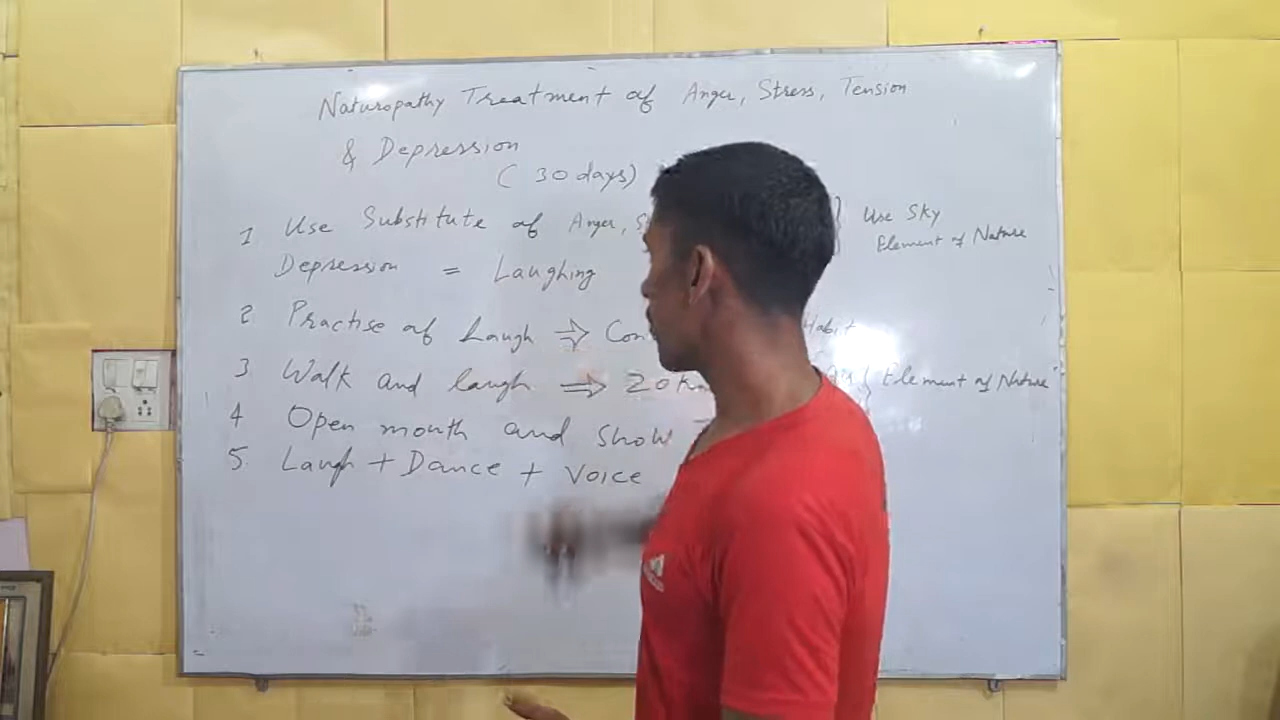 Naturopathy Treatment of Anger, Stress, Tension
& Depression
(30 days)
1 Use Substitute of Anger, } Use Sky
Element of Nature
Depression = Laughing
2 Practise of Laugh ⇒ Habit
3 Walk and laugh ⇒ 20 Element of Nature
4 Open mouth and show
5. Laugh + Dance + Voice